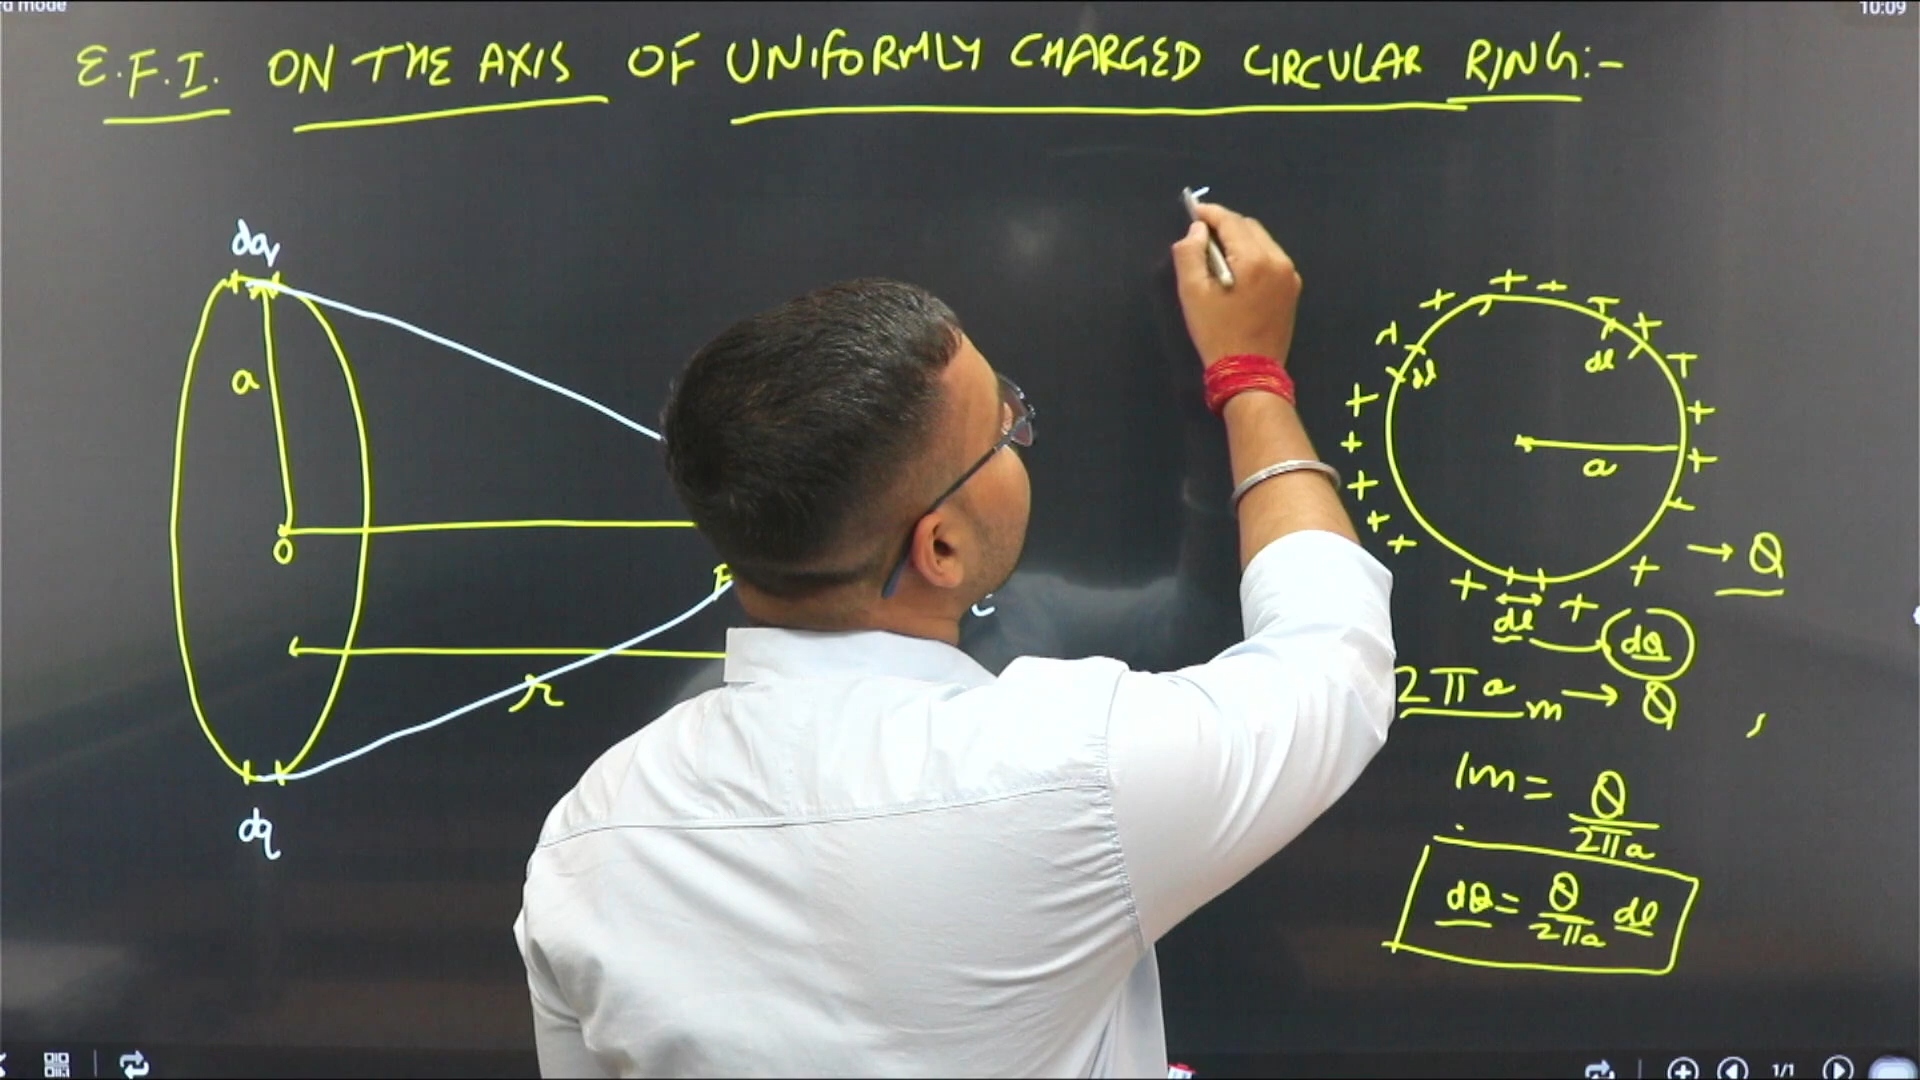 10:09
E.F.I. ON THE AXIS OF UNIFORMLY CHARGED CIRCULAR RING:-
dq
a
O
r
dq
dl
dl
a
→ Q
dl
dQ
2πa m → Q ,
1m = Q/2πa
dQ = Q/2πa dl
1/1